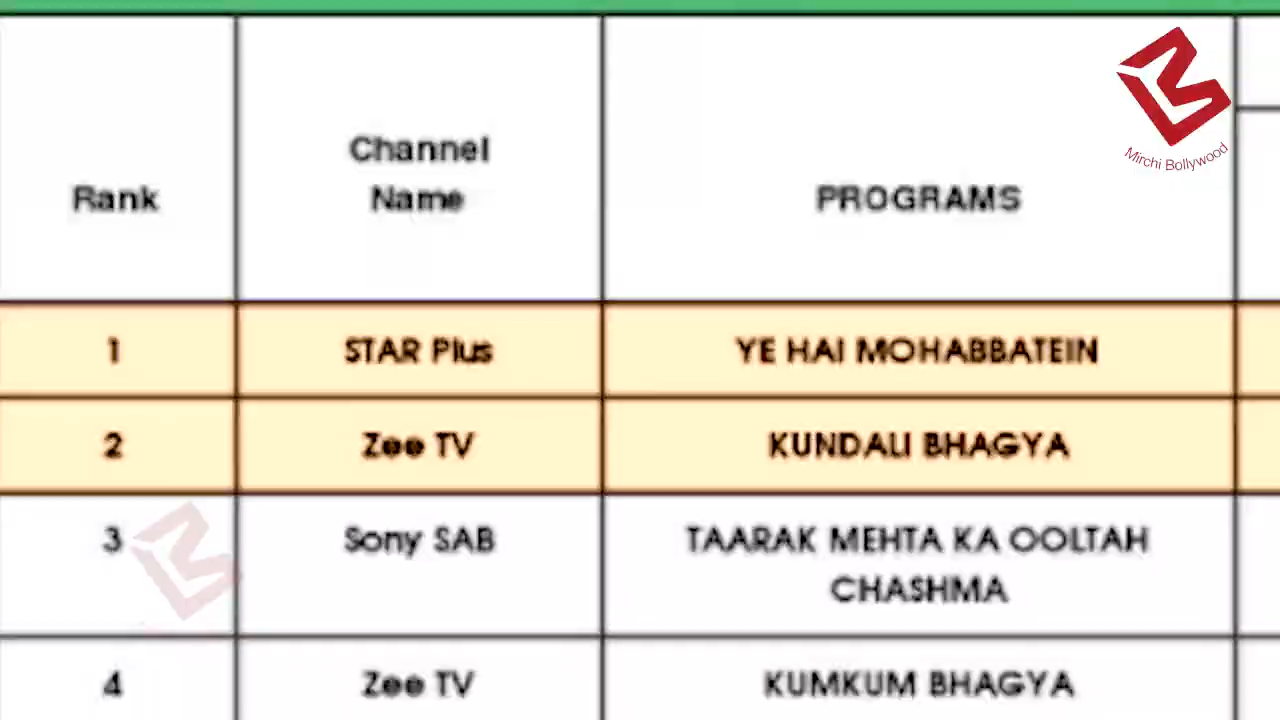 Rank
Channel
Name
PROGRAMS
Mirchi Bollywood
1
STAR Plus
YE HAI MOHABBATEIN
2
Zee TV
KUNDALI BHAGYA
3
Sony SAB
TAARAK MEHTA KA OOLTAH
CHASHMA
4
Zee TV
KUMKUM BHAGYA